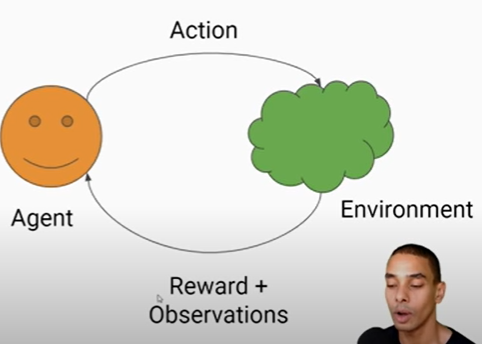 Action
Agent
Environment
Reward +
Observations